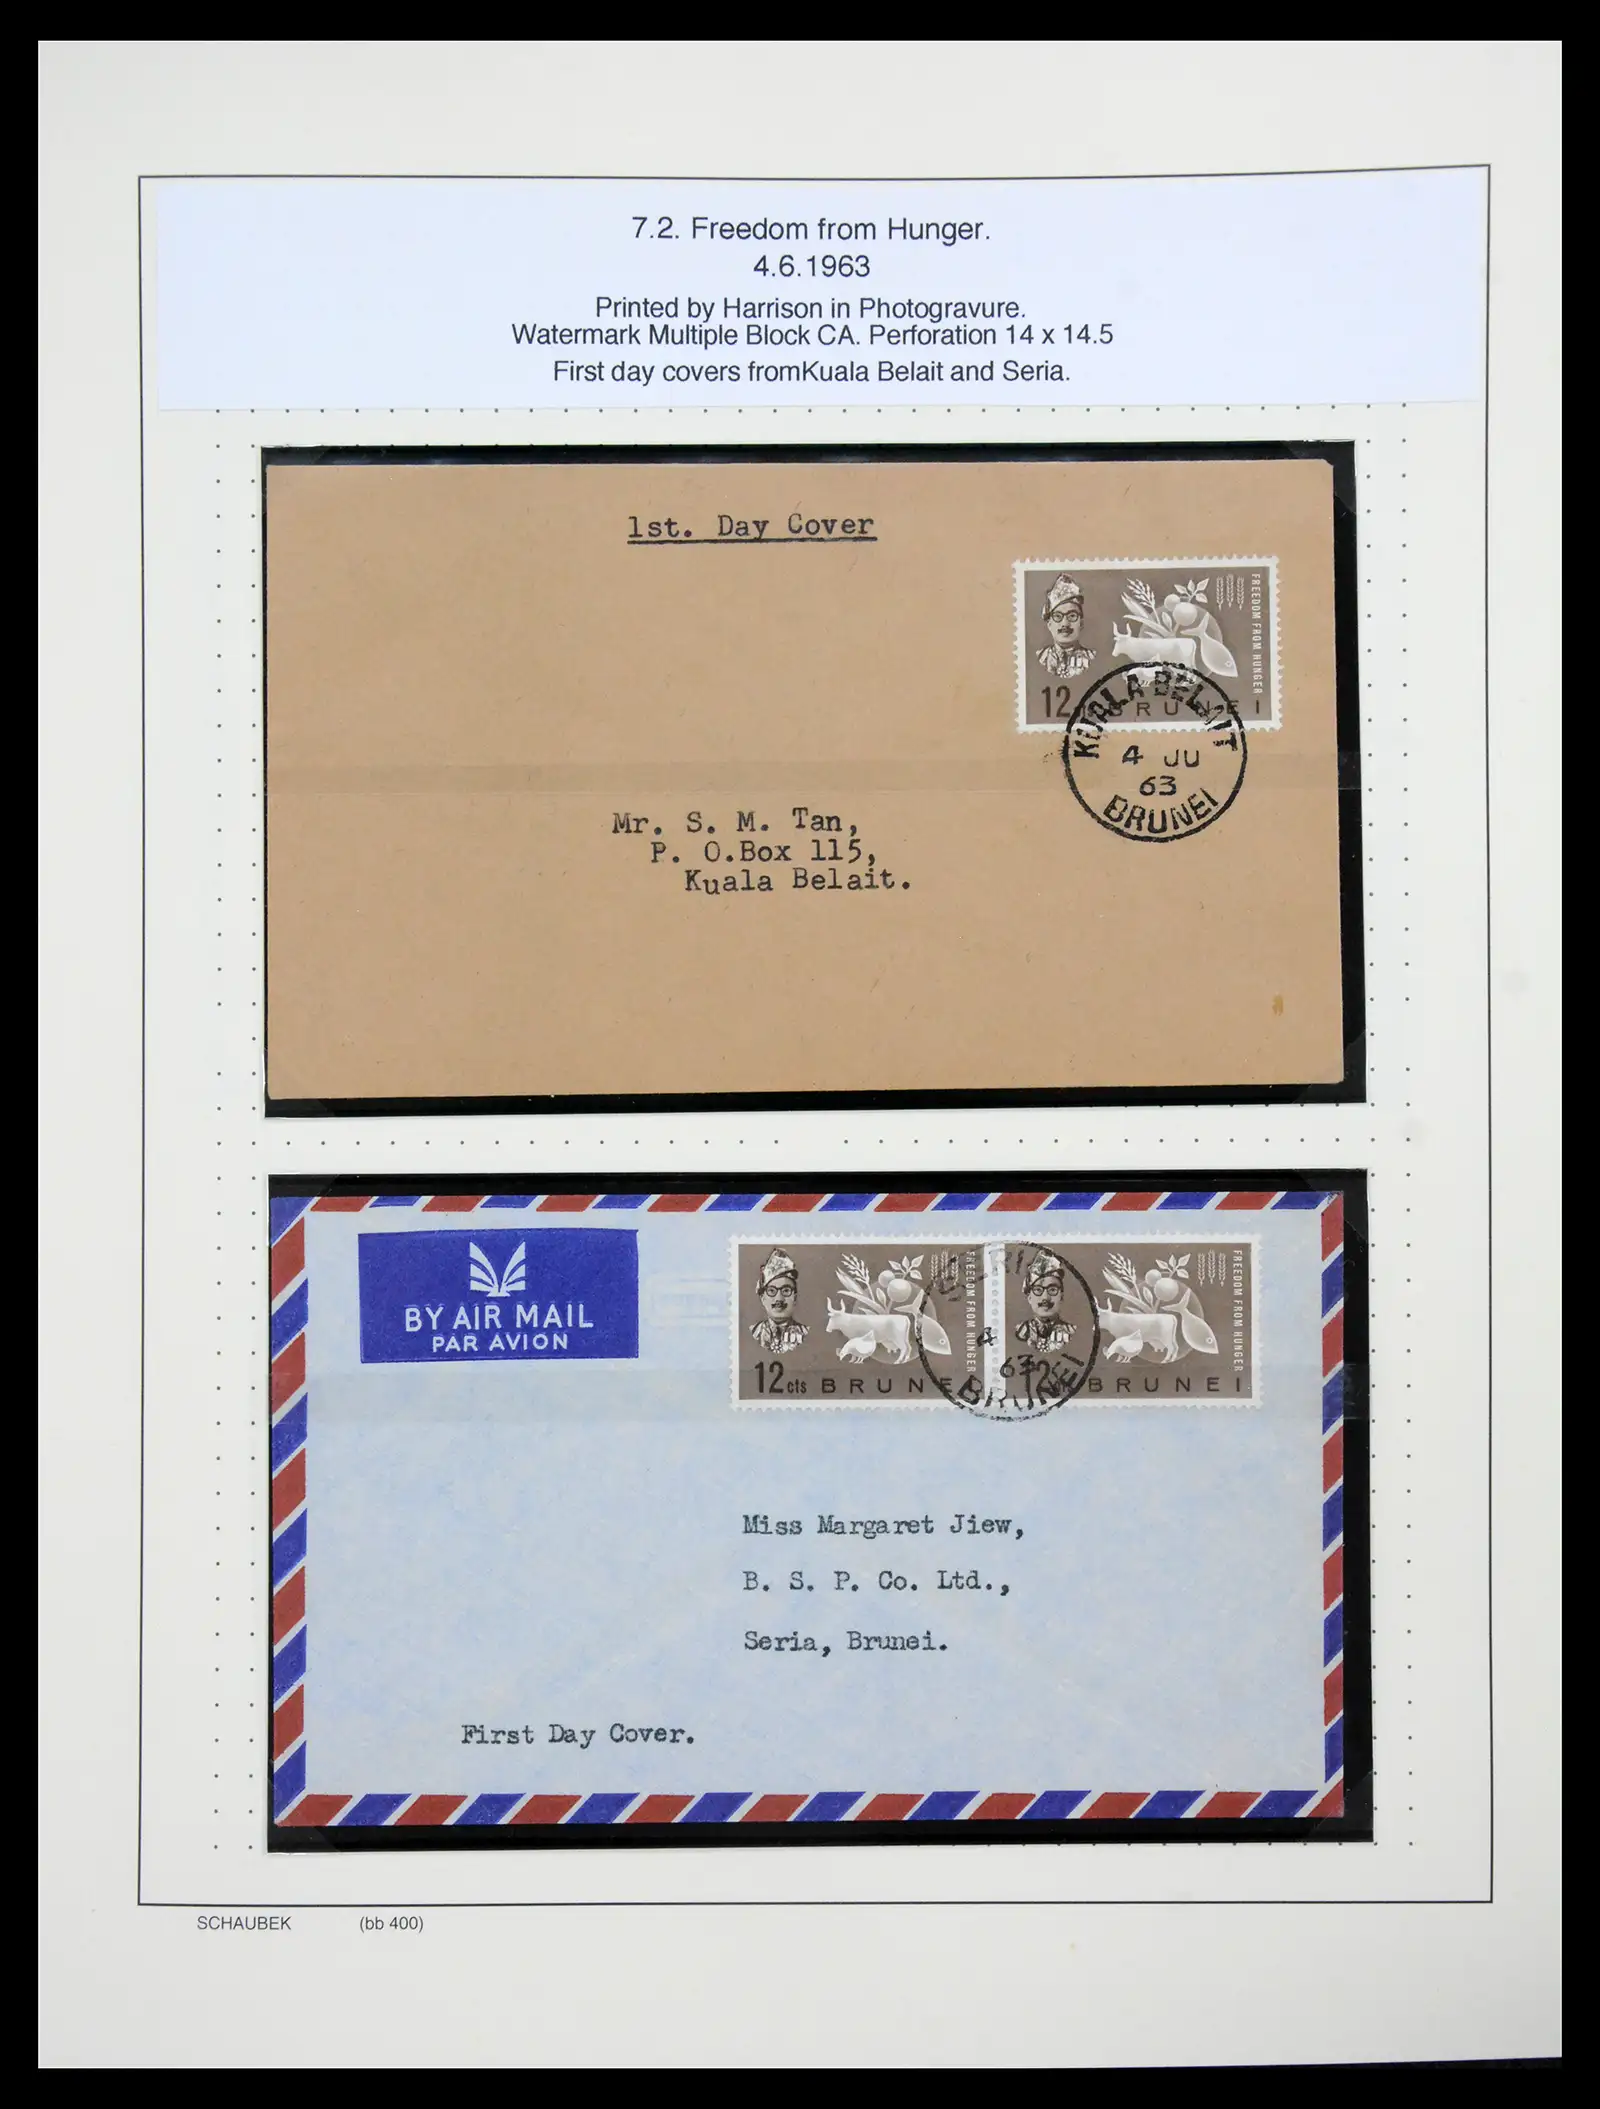 7.2. Freedom from Hunger.
4.6.1963
Printed by Harrison in Photogravure.
Watermark Multiple Block CA. Perforation 14 x 14.5
First day covers fromKuala Belait and Seria.
1st. Day Cover
FREEDOM FROM HUNGER
12
BRUNEI
KUALA BELAIT
4 JU
63
BRUNEI
Mr. S. M. Tan,
P. O.Box 115,
Kuala Belait.
BY AIR MAIL
PAR AVION
FREEDOM FROM HUNGER
12cts BRUNEI
SERIA
4 JU
63
BRUNEI
FREEDOM FROM HUNGER
12
BRUNEI
Miss Margaret Jiew,
B. S. P. Co. Ltd.,
Seria, Brunei.
First Day Cover.
SCHAUBEK (bb 400)